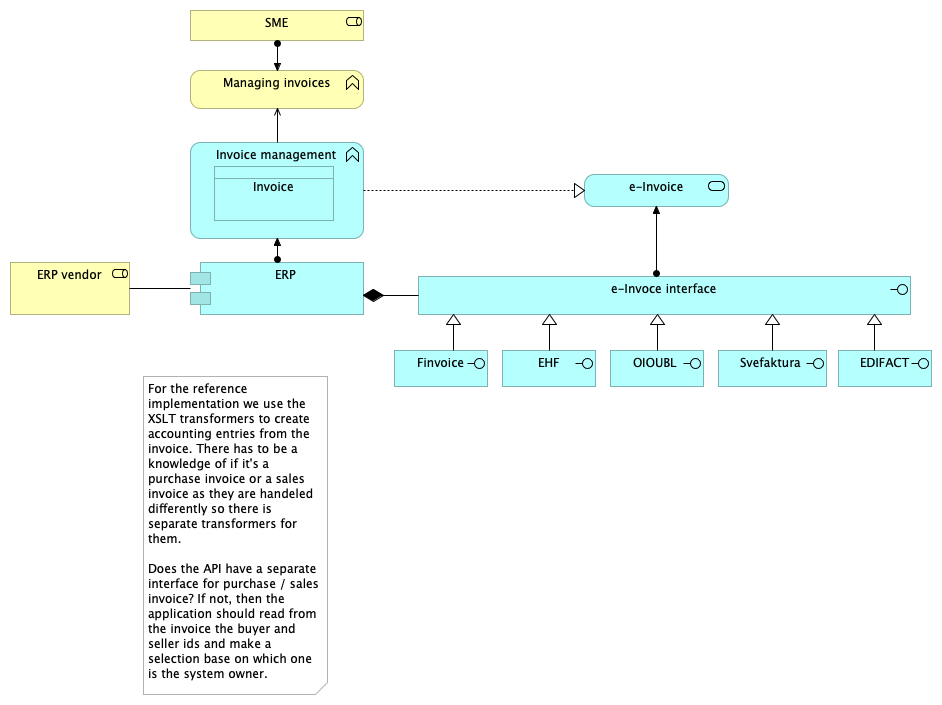 SME
Managing invoices
Invoice management
Invoice
e-Invoice
ERP vendor
ERP
e-Invoce interface
Finvoice
EHF
OIOUBL
Svefaktura
EDIFACT
For the reference
implementation we use the
XSLT transformers to create
accounting entries from the
invoice. There has to be a
knowledge of if it's a
purchase invoice or a sales
invoice as they are handeled
differently so there is
separate transformers for
them.
Does the API have a separate
interface for purchase / sales
invoice? If not, then the
application should read from
the invoice the buyer and
seller ids and make a
selection base on which one
is the system owner.